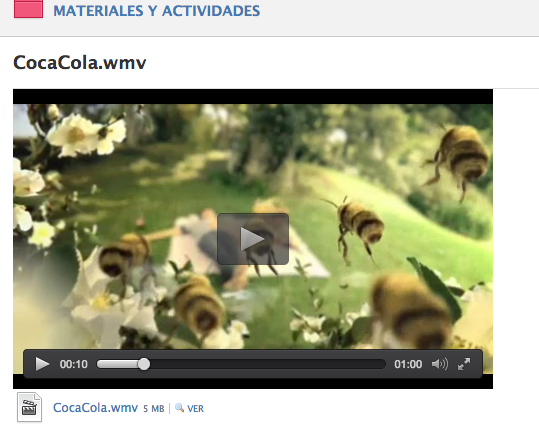 MATERIALES Y ACTIVIDADES
CocaCola.wmv
00:10 01:00
CocaCola.wmv 5 MB | VER